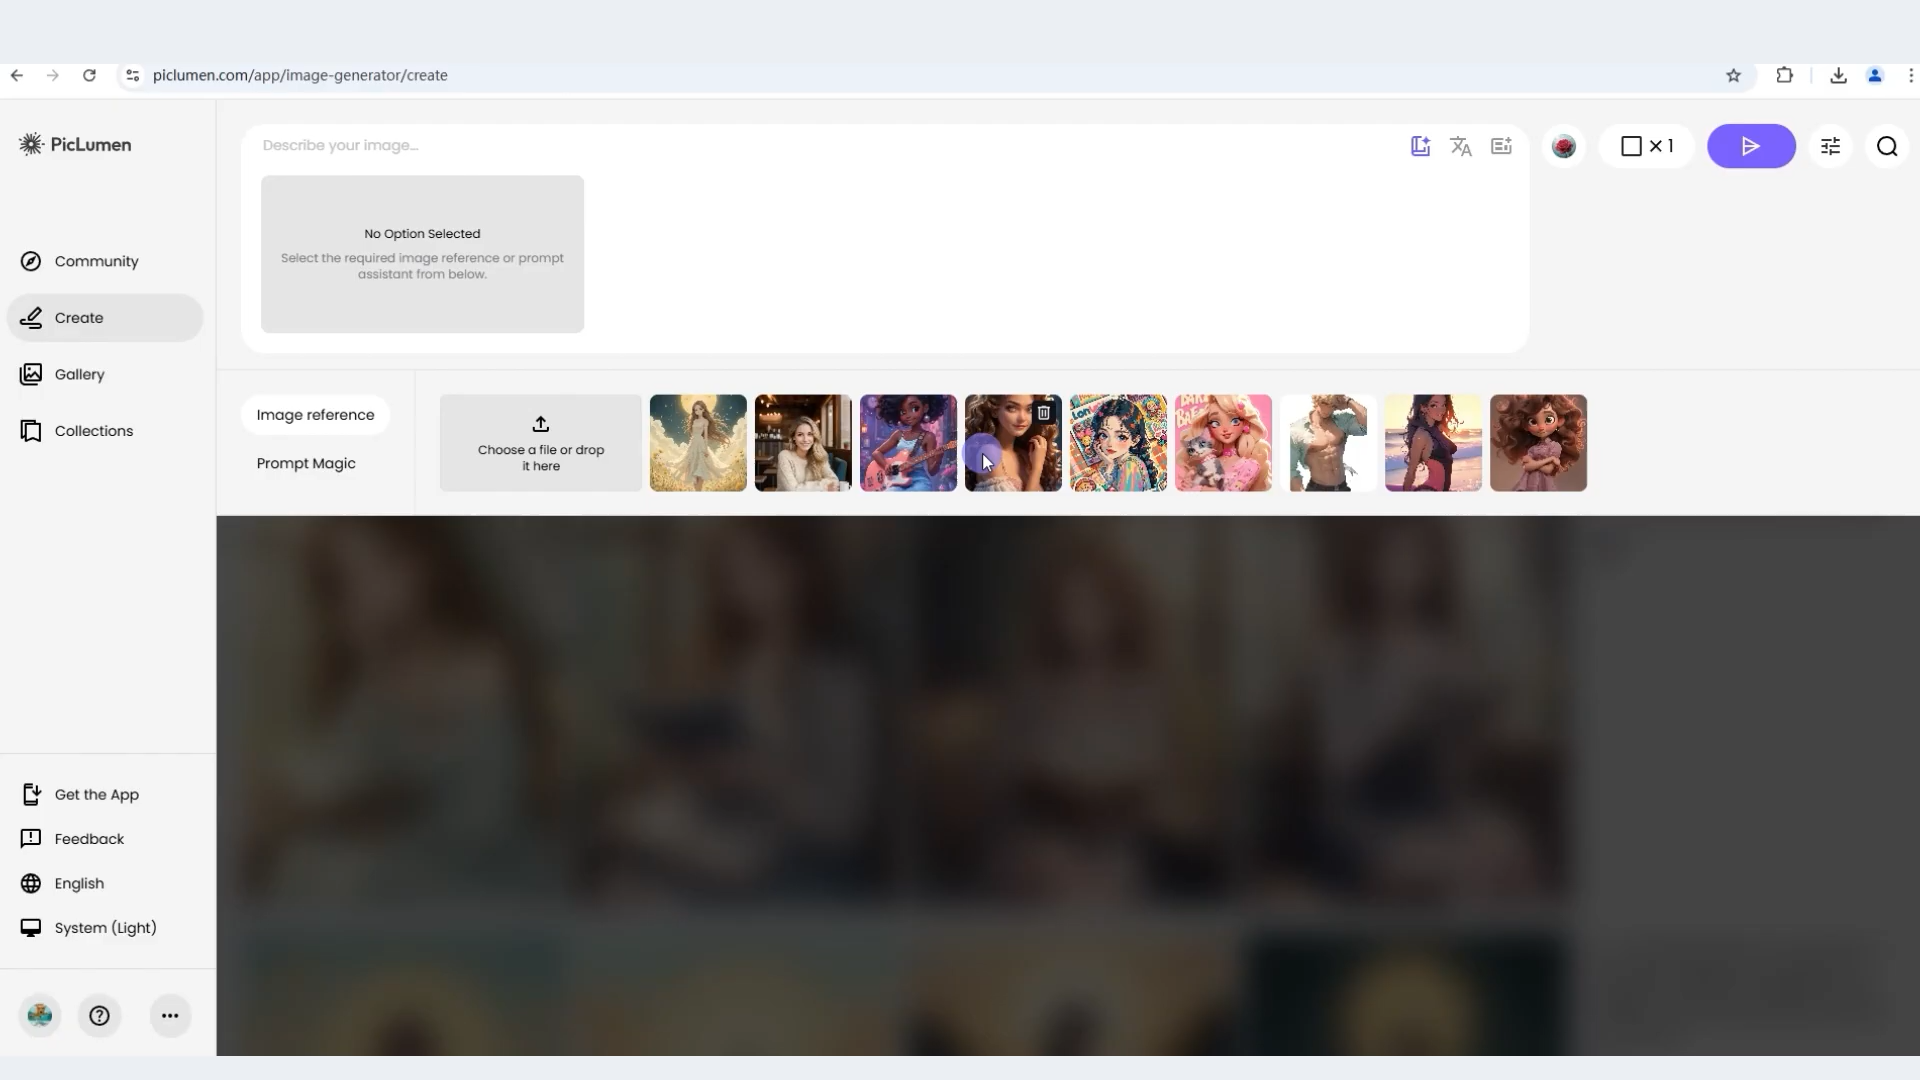 piclumen.com/app/image-generator/create
PicLumen
Describe your image...
× 1
No Option Selected
Select the required image reference or prompt
assistant from below.
Community
Create
Gallery
Collections
Image reference
Prompt Magic
Choose a file or drop
it here
Get the App
Feedback
English
System (Light)